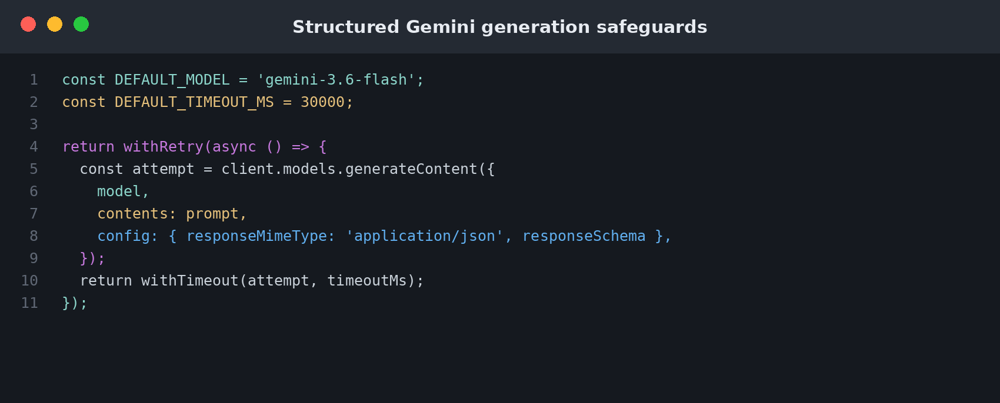 Structured Gemini generation safeguards
1 const DEFAULT_MODEL = 'gemini-3.6-flash';
2 const DEFAULT_TIMEOUT_MS = 30000;
3
4 return withRetry(async () => {
5   const attempt = client.models.generateContent({
6     model,
7     contents: prompt,
8     config: { responseMimeType: 'application/json', responseSchema },
9   });
10   return withTimeout(attempt, timeoutMs);
11 });